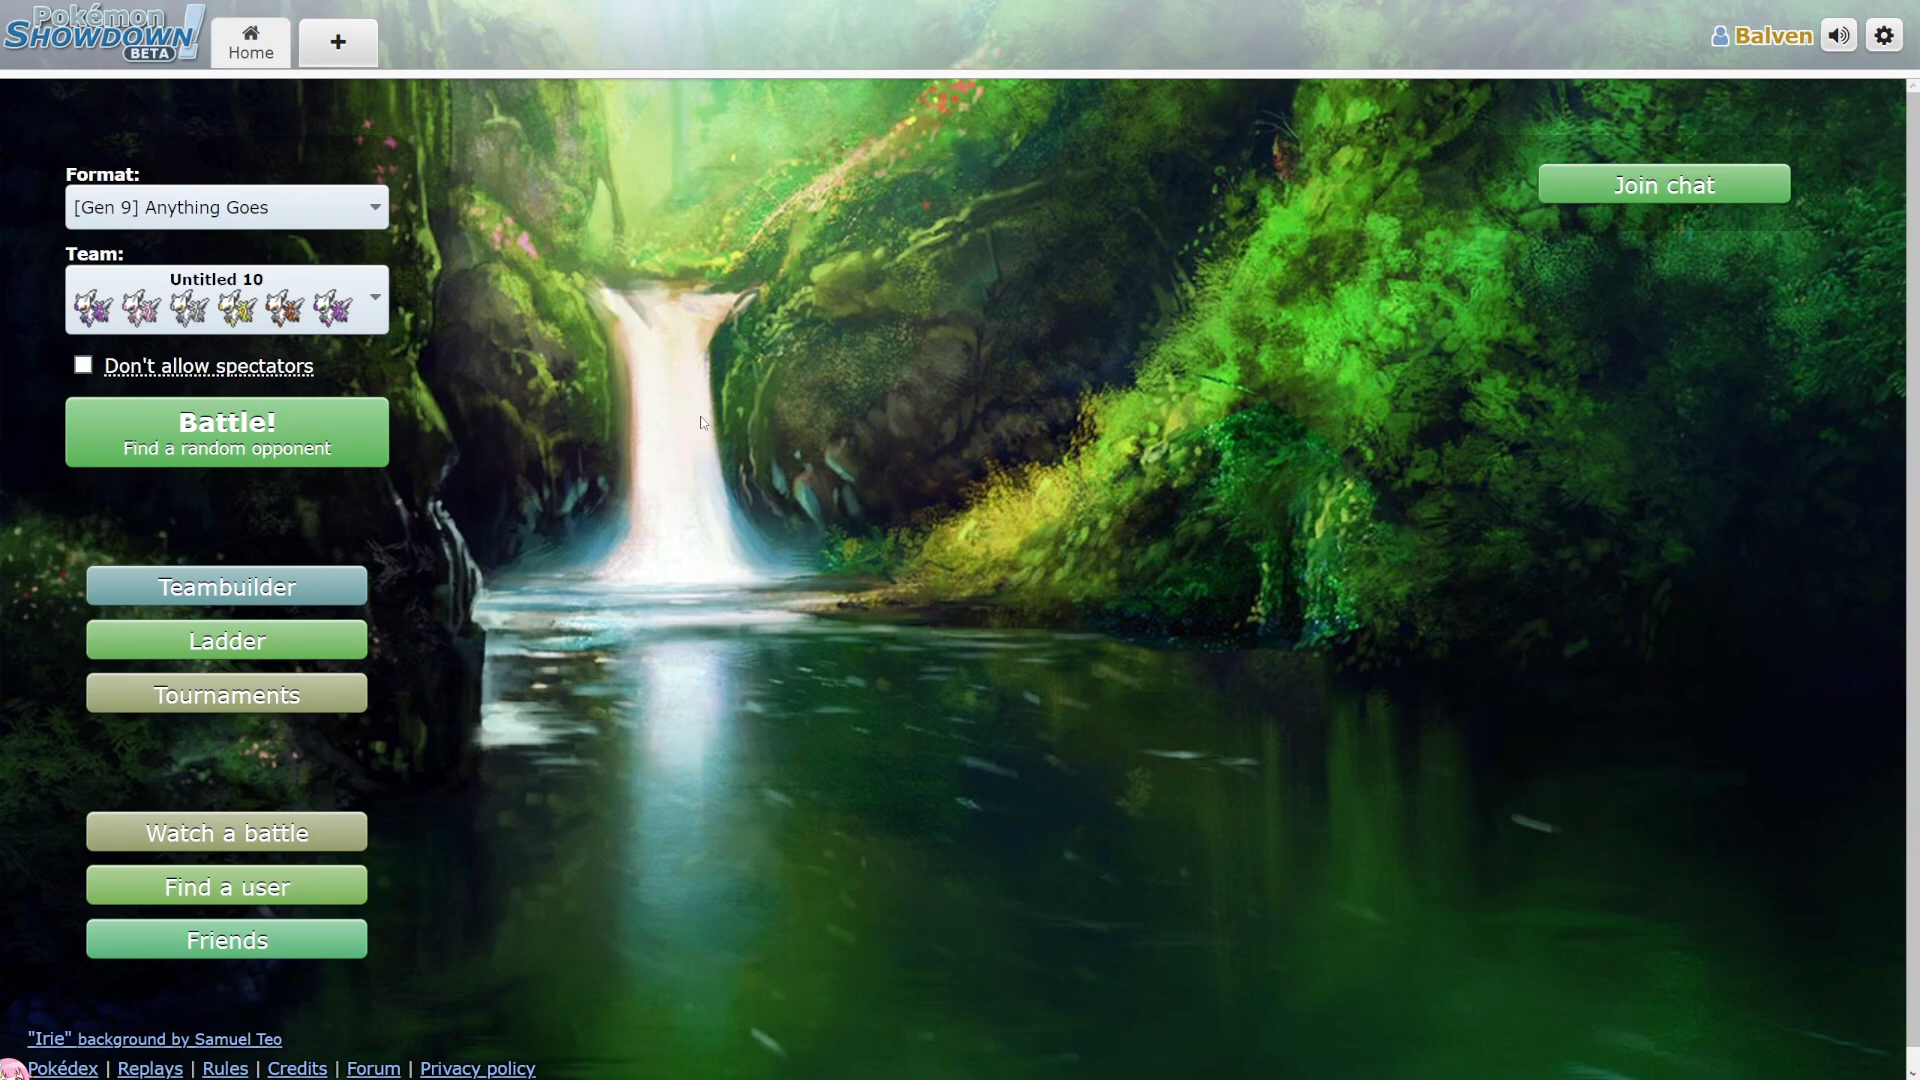 Pokémon
Showdown!
BETA
Home
+
Balven
Format:
[Gen 9] Anything Goes
Team:
Untitled 10
Don't allow spectators
Battle!
Find a random opponent
Join chat
Teambuilder
Ladder
Tournaments
Watch a battle
Find a user
Friends
"Irie" background by Samuel Teo
Pokédex | Replays | Rules | Credits | Forum | Privacy policy